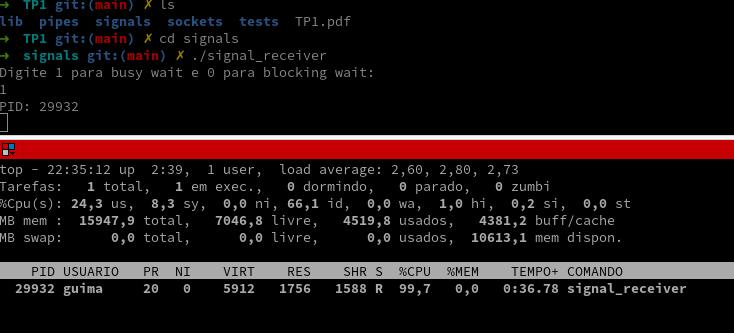 → TP1 git:(main) ✗ ls
lib pipes signals sockets tests TP1.pdf
→ TP1 git:(main) ✗ cd signals
→ signals git:(main) ✗ ./signal_receiver
Digite 1 para busy wait e 0 para blocking wait:
1
PID: 29932
top - 22:35:12 up 2:39, 1 user, load average: 2,60, 2,80, 2,73
Tarefas: 1 total, 1 em exec., 0 dormindo, 0 parado, 0 zumbi
%Cpu(s): 24,3 us, 8,3 sy, 0,0 ni, 66,1 id, 0,0 wa, 1,0 hi, 0,2 si, 0,0 st
MB mem : 15947,9 total, 7046,8 livre, 4519,8 usados, 4381,2 buff/cache
MB swap: 0,0 total, 0,0 livre, 0,0 usados, 10613,1 mem dispon.
PID USUARIO PR NI VIRT RES SHR S %CPU %MEM TEMPO+ COMANDO
29932 guima 20 0 5912 1756 1588 R 99,7 0,0 0:36.78 signal_receiver